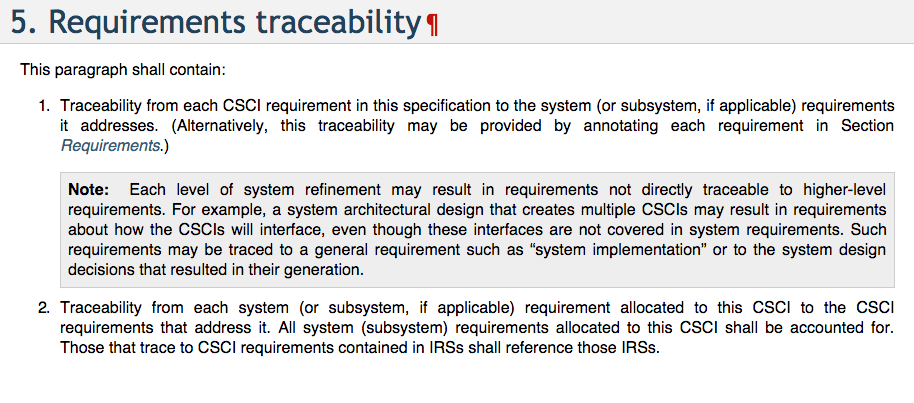 5. Requirements traceability¶
This paragraph shall contain:
1. Traceability from each CSCI requirement in this specification to the system (or subsystem, if applicable) requirements
it addresses. (Alternatively, this traceability may be provided by annotating each requirement in Section
Requirements.)
Note: Each level of system refinement may result in requirements not directly traceable to higher-level
requirements. For example, a system architectural design that creates multiple CSCIs may result in requirements
about how the CSCIs will interface, even though these interfaces are not covered in system requirements. Such
requirements may be traced to a general requirement such as “system implementation” or to the system design
decisions that resulted in their generation.
2. Traceability from each system (or subsystem, if applicable) requirement allocated to this CSCI to the CSCI
requirements that address it. All system (subsystem) requirements allocated to this CSCI shall be accounted for.
Those that trace to CSCI requirements contained in IRSs shall reference those IRSs.